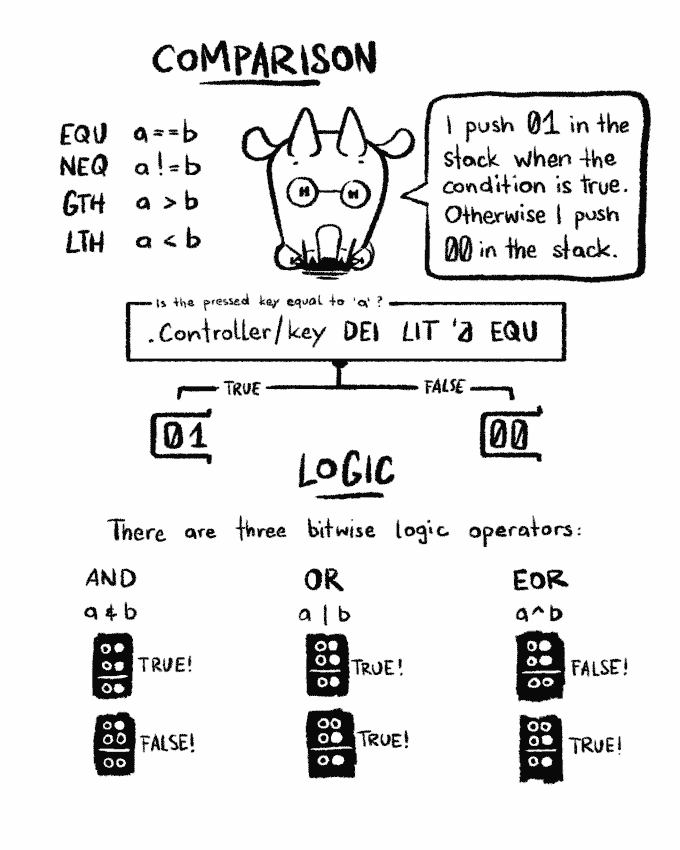 COMPARISON
EQU a==b
NEQ a!=b
GTH a > b
LTH a < b
I push 01 in the
stack when the
condition is true.
Otherwise I push
00 in the stack.
Is the pressed key equal to 'a'?
.Controller/key DEI LIT 'a EQU
TRUE FALSE
01 00
LOGIC
There are three bitwise logic operators:
AND OR EOR
a & b a | b a^b
TRUE! TRUE! FALSE!
FALSE! TRUE! TRUE!